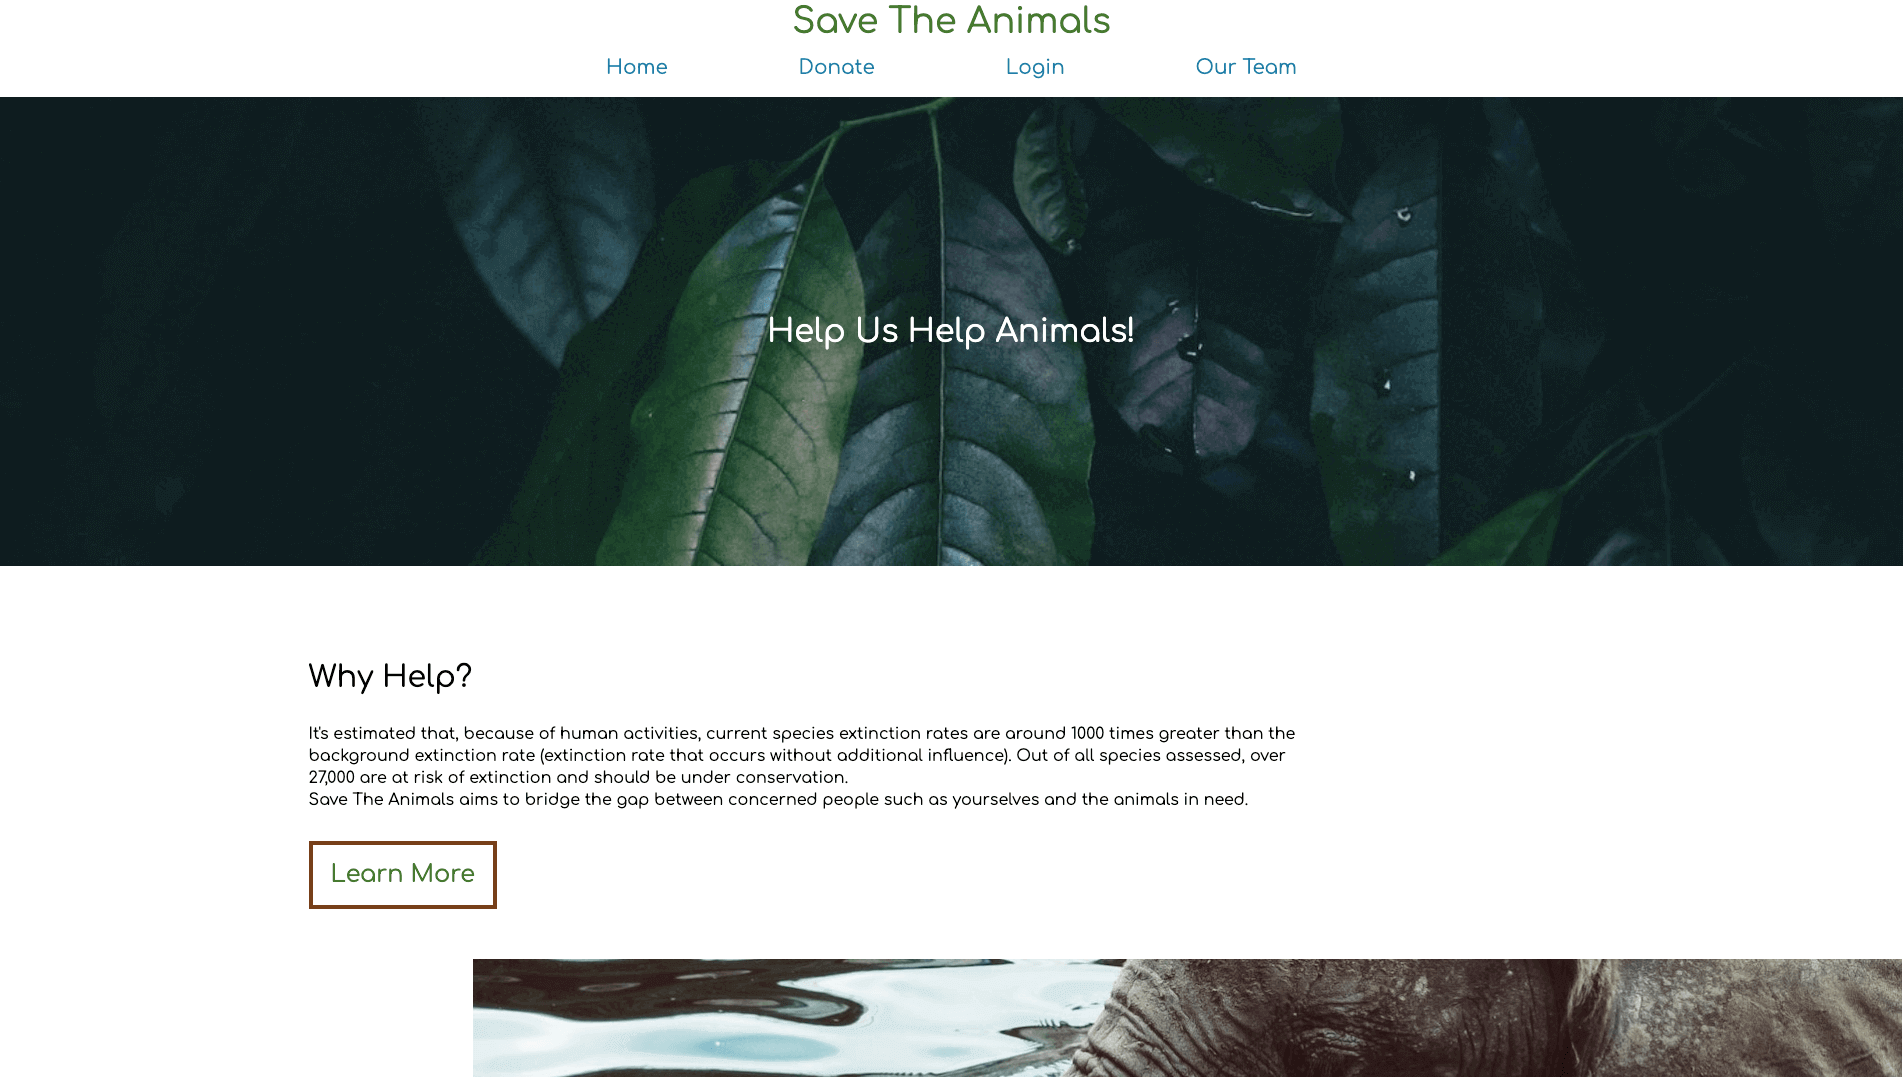 Save The Animals
Home Donate Login Our Team
Help Us Help Animals!
Why Help?
It's estimated that, because of human activities, current species extinction rates are around 1000 times greater than the
background extinction rate (extinction rate that occurs without additional influence). Out of all species assessed, over
27,000 are at risk of extinction and should be under conservation.
Save The Animals aims to bridge the gap between concerned people such as yourselves and the animals in need.
Learn More